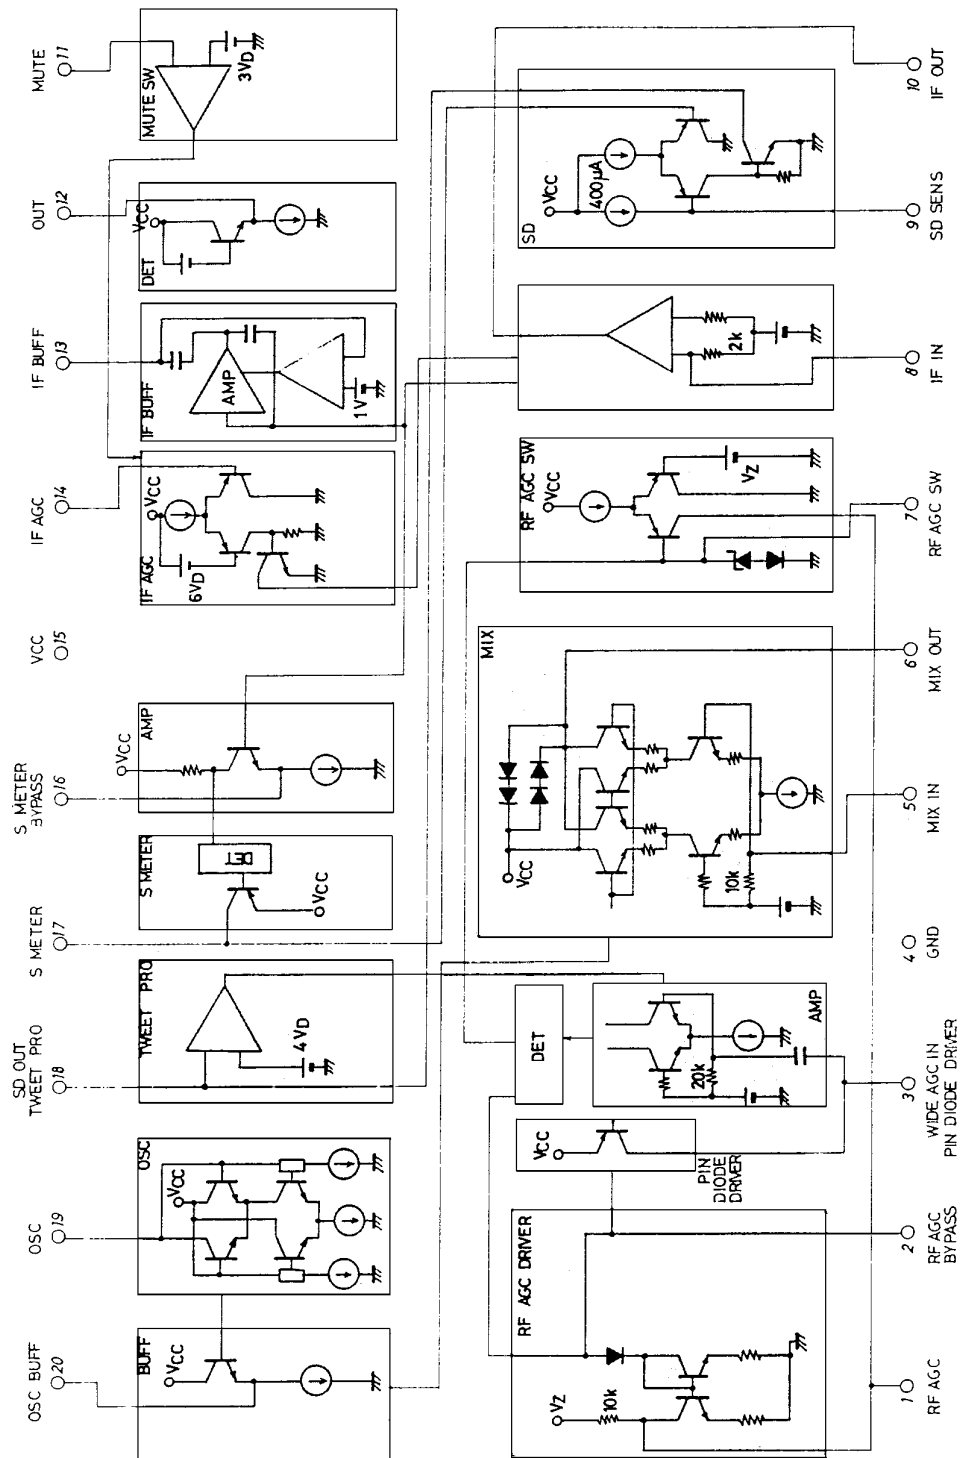 MUTE
11
MUTE SW
3VD
OUT
12
VCC
DET
IF BUFF
13
AMP
1V
IF BUFF
IF AGC
14
VCC
6VD
IF AGC
VCC
15
S METER
BYPASS
16
VCC
AMP
S METER
17
DET
VCC
S METER
SD OUT
TWEET PRO
18
4VD
TWEET PRO
OSC
19
VCC
OSC
OSC BUFF
20
VCC
BUFF
10
IF OUT
VCC
400µA
SD
9
SD SENS
2k
8
IF IN
RF AGC SW
VCC
VZ
7
RF AGC SW
MIX
VCC
10k
6
MIX OUT
5
MIX IN
4
GND
DET
AMP
20k
3
WIDE AGC IN
PIN DIODE DRIVER
VCC
PIN
DIODE
DRIVER
RF AGC DRIVER
VZ
10k
2
RF AGC
BYPASS
1
RF AGC